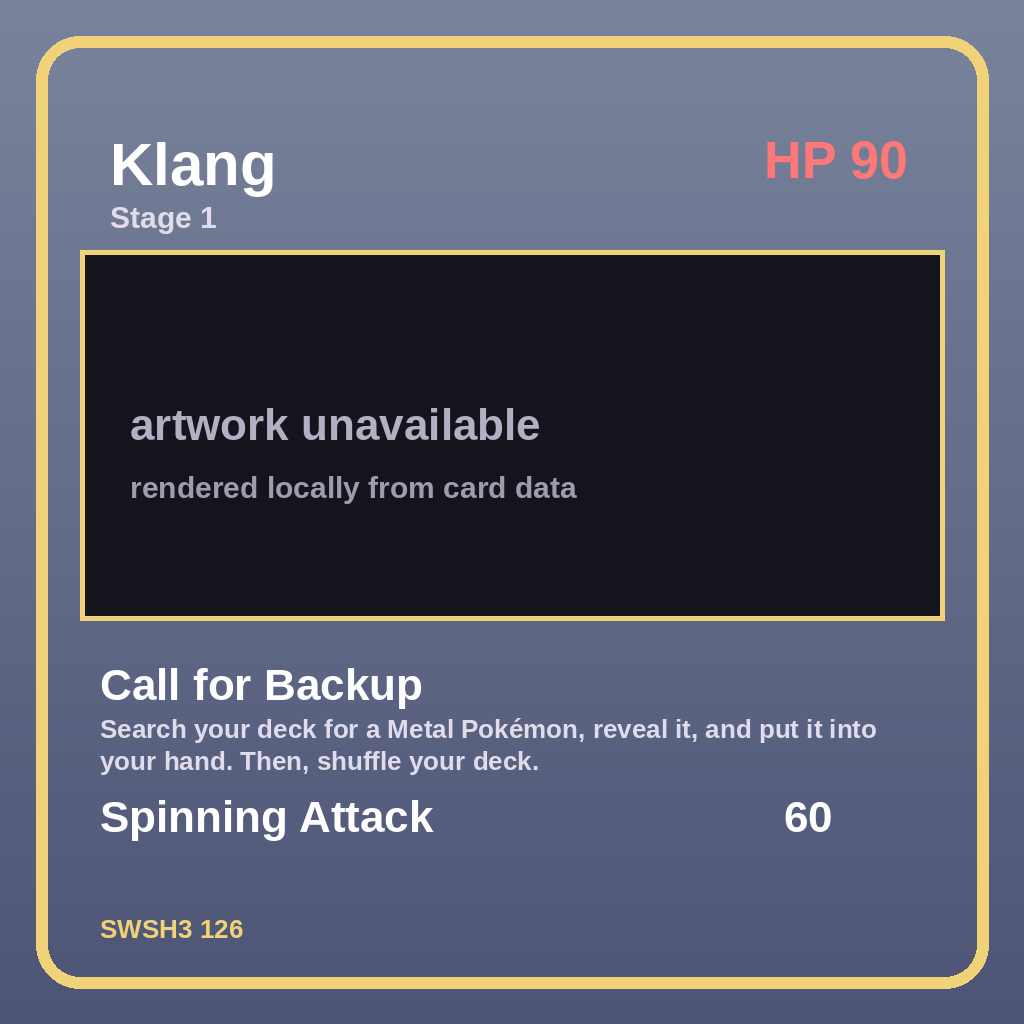 Klang
HP 90
Stage 1
artwork unavailable
rendered locally from card data
Call for Backup
Search your deck for a Metal Pokémon, reveal it, and put it into
your hand. Then, shuffle your deck.
Spinning Attack 60
SWSH3 126